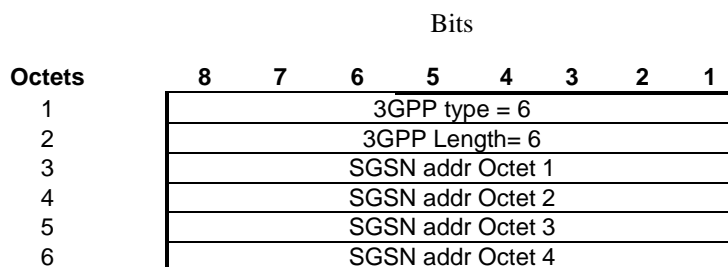 Bits
Octets 8 7 6 5 4 3 2 1
1 3GPP type = 6
2 3GPP Length= 6
3 SGSN addr Octet 1
4 SGSN addr Octet 2
5 SGSN addr Octet 3
6 SGSN addr Octet 4